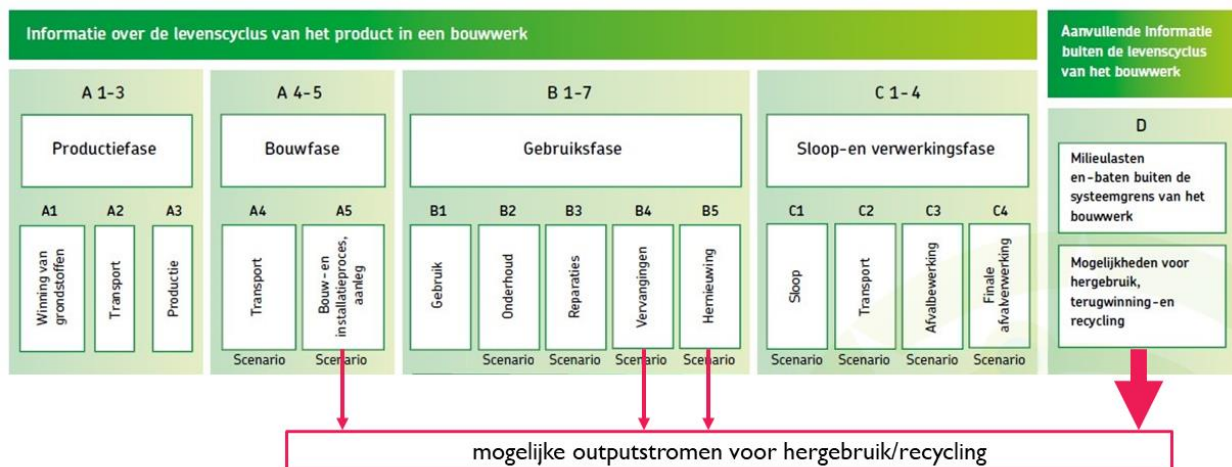 Informatie over de levenscyclus van het product in een bouwwerk
Aanvullende Informatie
buiten de levenscyclus
van het bouwwerk
A 1-3
Productiefase
A1
A2
A3
Winning van
grondstoffen
Transport
Productie
A 4-5
Bouwfase
A4
A5
Transport
Bouw- en
installatieproces,
aanleg
Scenario
Scenario
B 1-7
Gebruiksfase
B1
B2
B3
B4
B5
Gebruik
Onderhoud
Reparaties
Vervangingen
Hernieuwing
Scenario
Scenario
Scenario
Scenario
C 1-4
Sloop-en verwerkingsfase
C1
C2
C3
C4
Sloop
Transport
Afvalbewerking
Finale
afvalverwerking
Scenario
Scenario
Scenario
Scenario
D
Milieulasten
en-baten buiten de
systeemgrens van het
bouwwerk
Mogelijkheden voor
hergebruik,
terugwinning-en
recycling
mogelijke outputstromen voor hergebruik/recycling